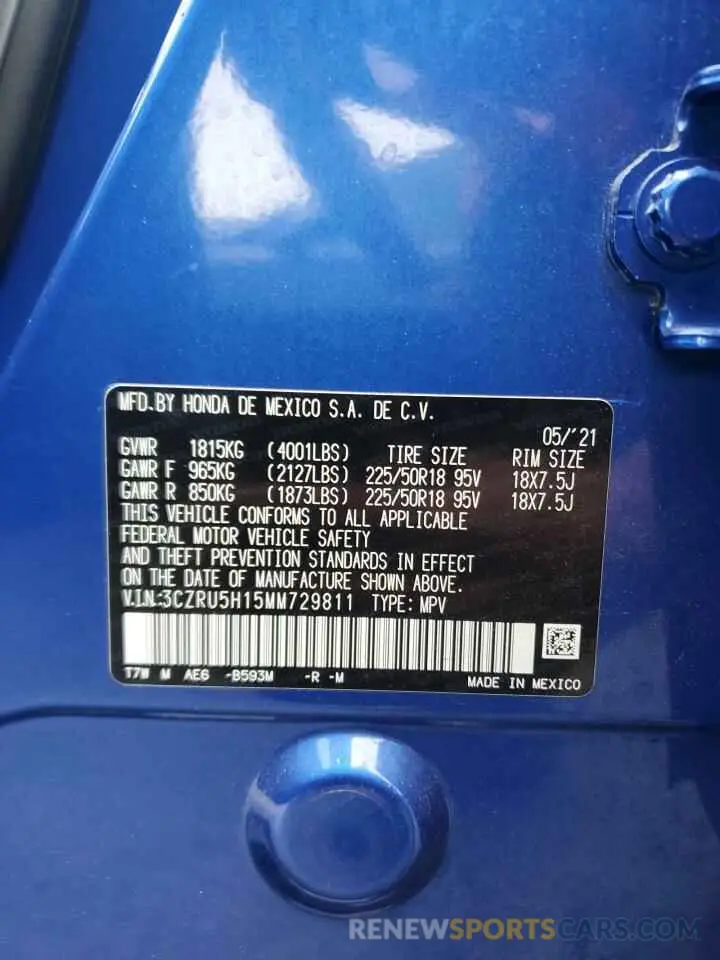 MFD.BY HONDA DE MEXICO S.A. DE C.V.
05/'21
GVWR 1815KG (4001LBS) TIRE SIZE RIM SIZE
GAWR F 965KG (2127LBS) 225/50R18 95V 18X7.5J
GAWR R 850KG (1873LBS) 225/50R18 95V 18X7.5J
THIS VEHICLE CONFORMS TO ALL APPLICABLE
FEDERAL MOTOR VEHICLE SAFETY
AND THEFT PREVENTION STANDARDS IN EFFECT
ON THE DATE OF MANUFACTURE SHOWN ABOVE.
V.I.N:3CZRU5H15MM729811 TYPE: MPV
T7W M AE6 -B593M -R -M
MADE IN MEXICO
RENEWSPORTSCARS.COM